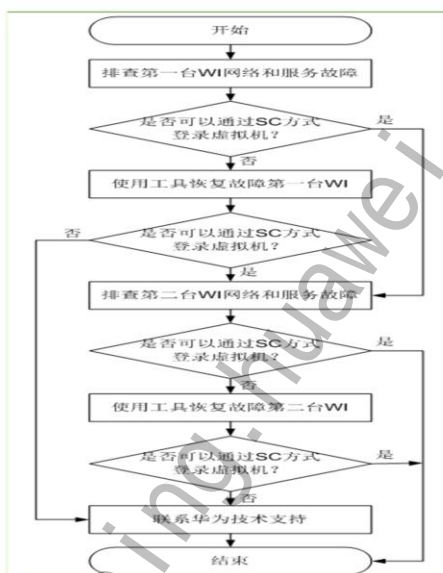 开始
排查第一台WI网络和服务故障
是否可以通过SC方式
登录虚拟机?
是
否
使用工具恢复故障第一台WI
否
是否可以通过SC方式
登录虚拟机?
是
排查第二台WI网络和服务故障
是否可以通过SC方式
登录虚拟机?
是
否
使用工具恢复故障第二台WI
是否可以通过SC方式
登录虚拟机?
是
否
联系华为技术支持
结束
ing.huawei